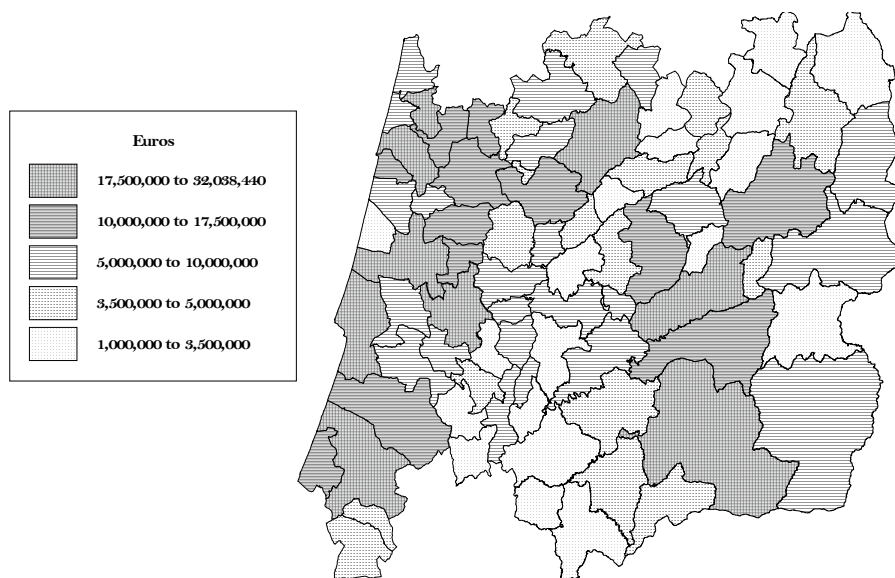 Euros
17,500,000 to 32,038,440
10,000,000 to 17,500,000
5,000,000 to 10,000,000
3,500,000 to 5,000,000
1,000,000 to 3,500,000